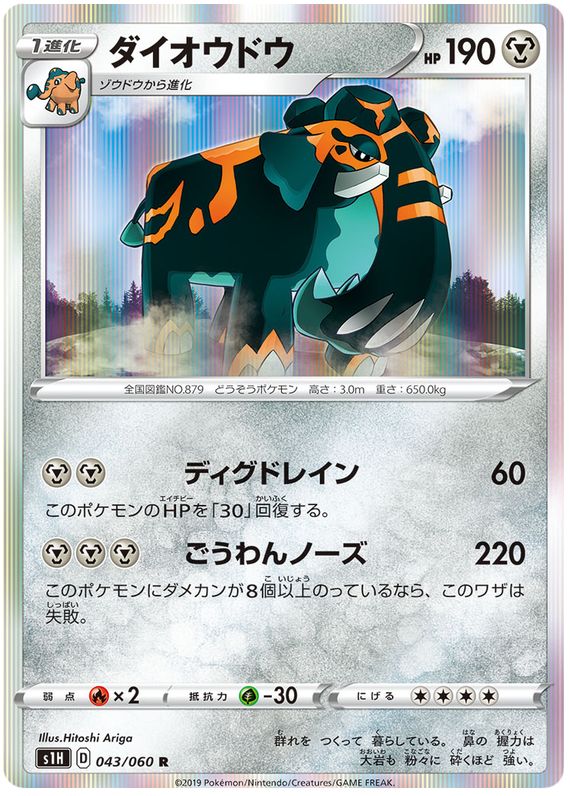 1進化
ダイオウドウ
HP 190
ゾウドウから進化
全国図鑑NO.879 どうぞうポケモン 高さ:3.0m 重さ:650.0kg
ディグドレイン 60
このポケモンのHPを「30」回復する。
ごうわんノーズ 220
このポケモンにダメカンが8個以上のっているなら、このワザは
失敗。
弱点 ×2 抵抗力 -30 にげる
Illus.Hitoshi Ariga
群れを つくって 暮らしている。鼻の 握力は
大岩も 粉々に 砕くほど 強い。
s1H D 043/060 R
©2019 Pokémon/Nintendo/Creatures/GAME FREAK.